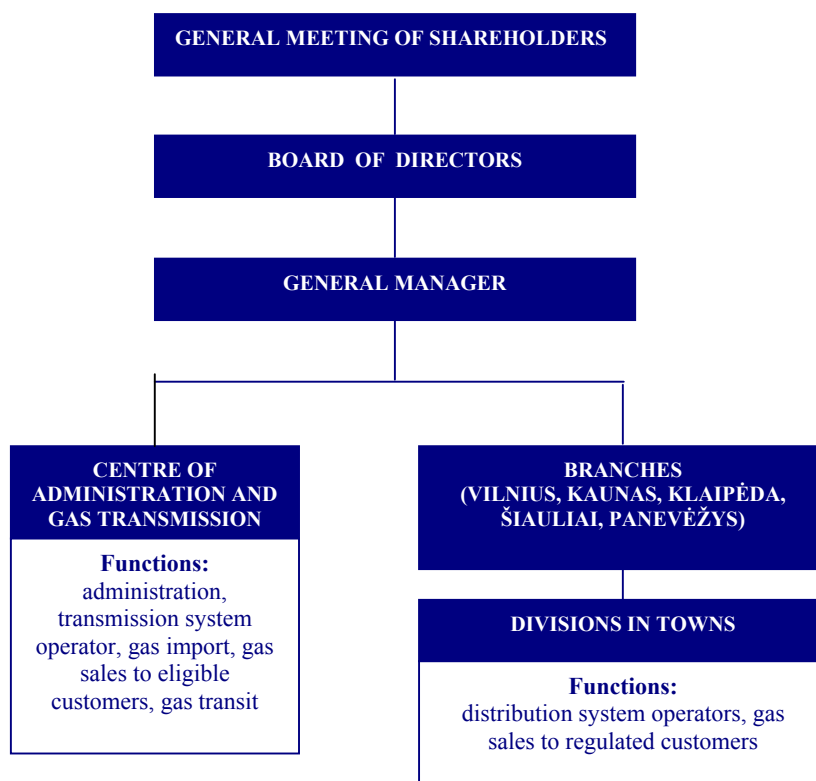 GENERAL MEETING OF SHAREHOLDERS
BOARD OF DIRECTORS
GENERAL MANAGER
CENTRE OF
ADMINISTRATION AND
GAS TRANSMISSION
Functions:
administration,
transmission system
operator, gas import, gas
sales to eligible
customers, gas transit
BRANCHES
(VILNIUS, KAUNAS, KLAIPĖDA,
ŠIAULIAI, PANEVĖŽYS)
DIVISIONS IN TOWNS
Functions:
distribution system operators, gas
sales to regulated customers